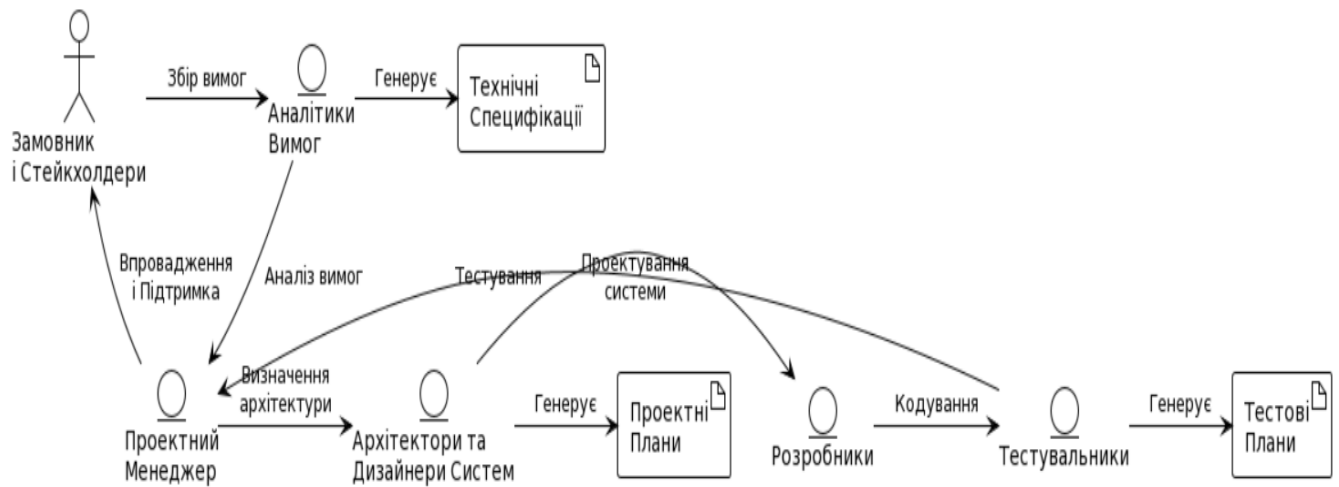 Збір вимог
Генерує
Технічні
Специфікації
Аналітики
Вимог
Замовник
і Стейкхолдери
Впровадження
і Підтримка
Аналіз вимог
Тестування
Проектування
системи
Визначення
архітектури
Генерує
Проектні
Плани
Кодування
Генерує
Тестові
Плани
Проектний
Менеджер
Архітектори та
Дизайнери Систем
Розробники
Тестувальники